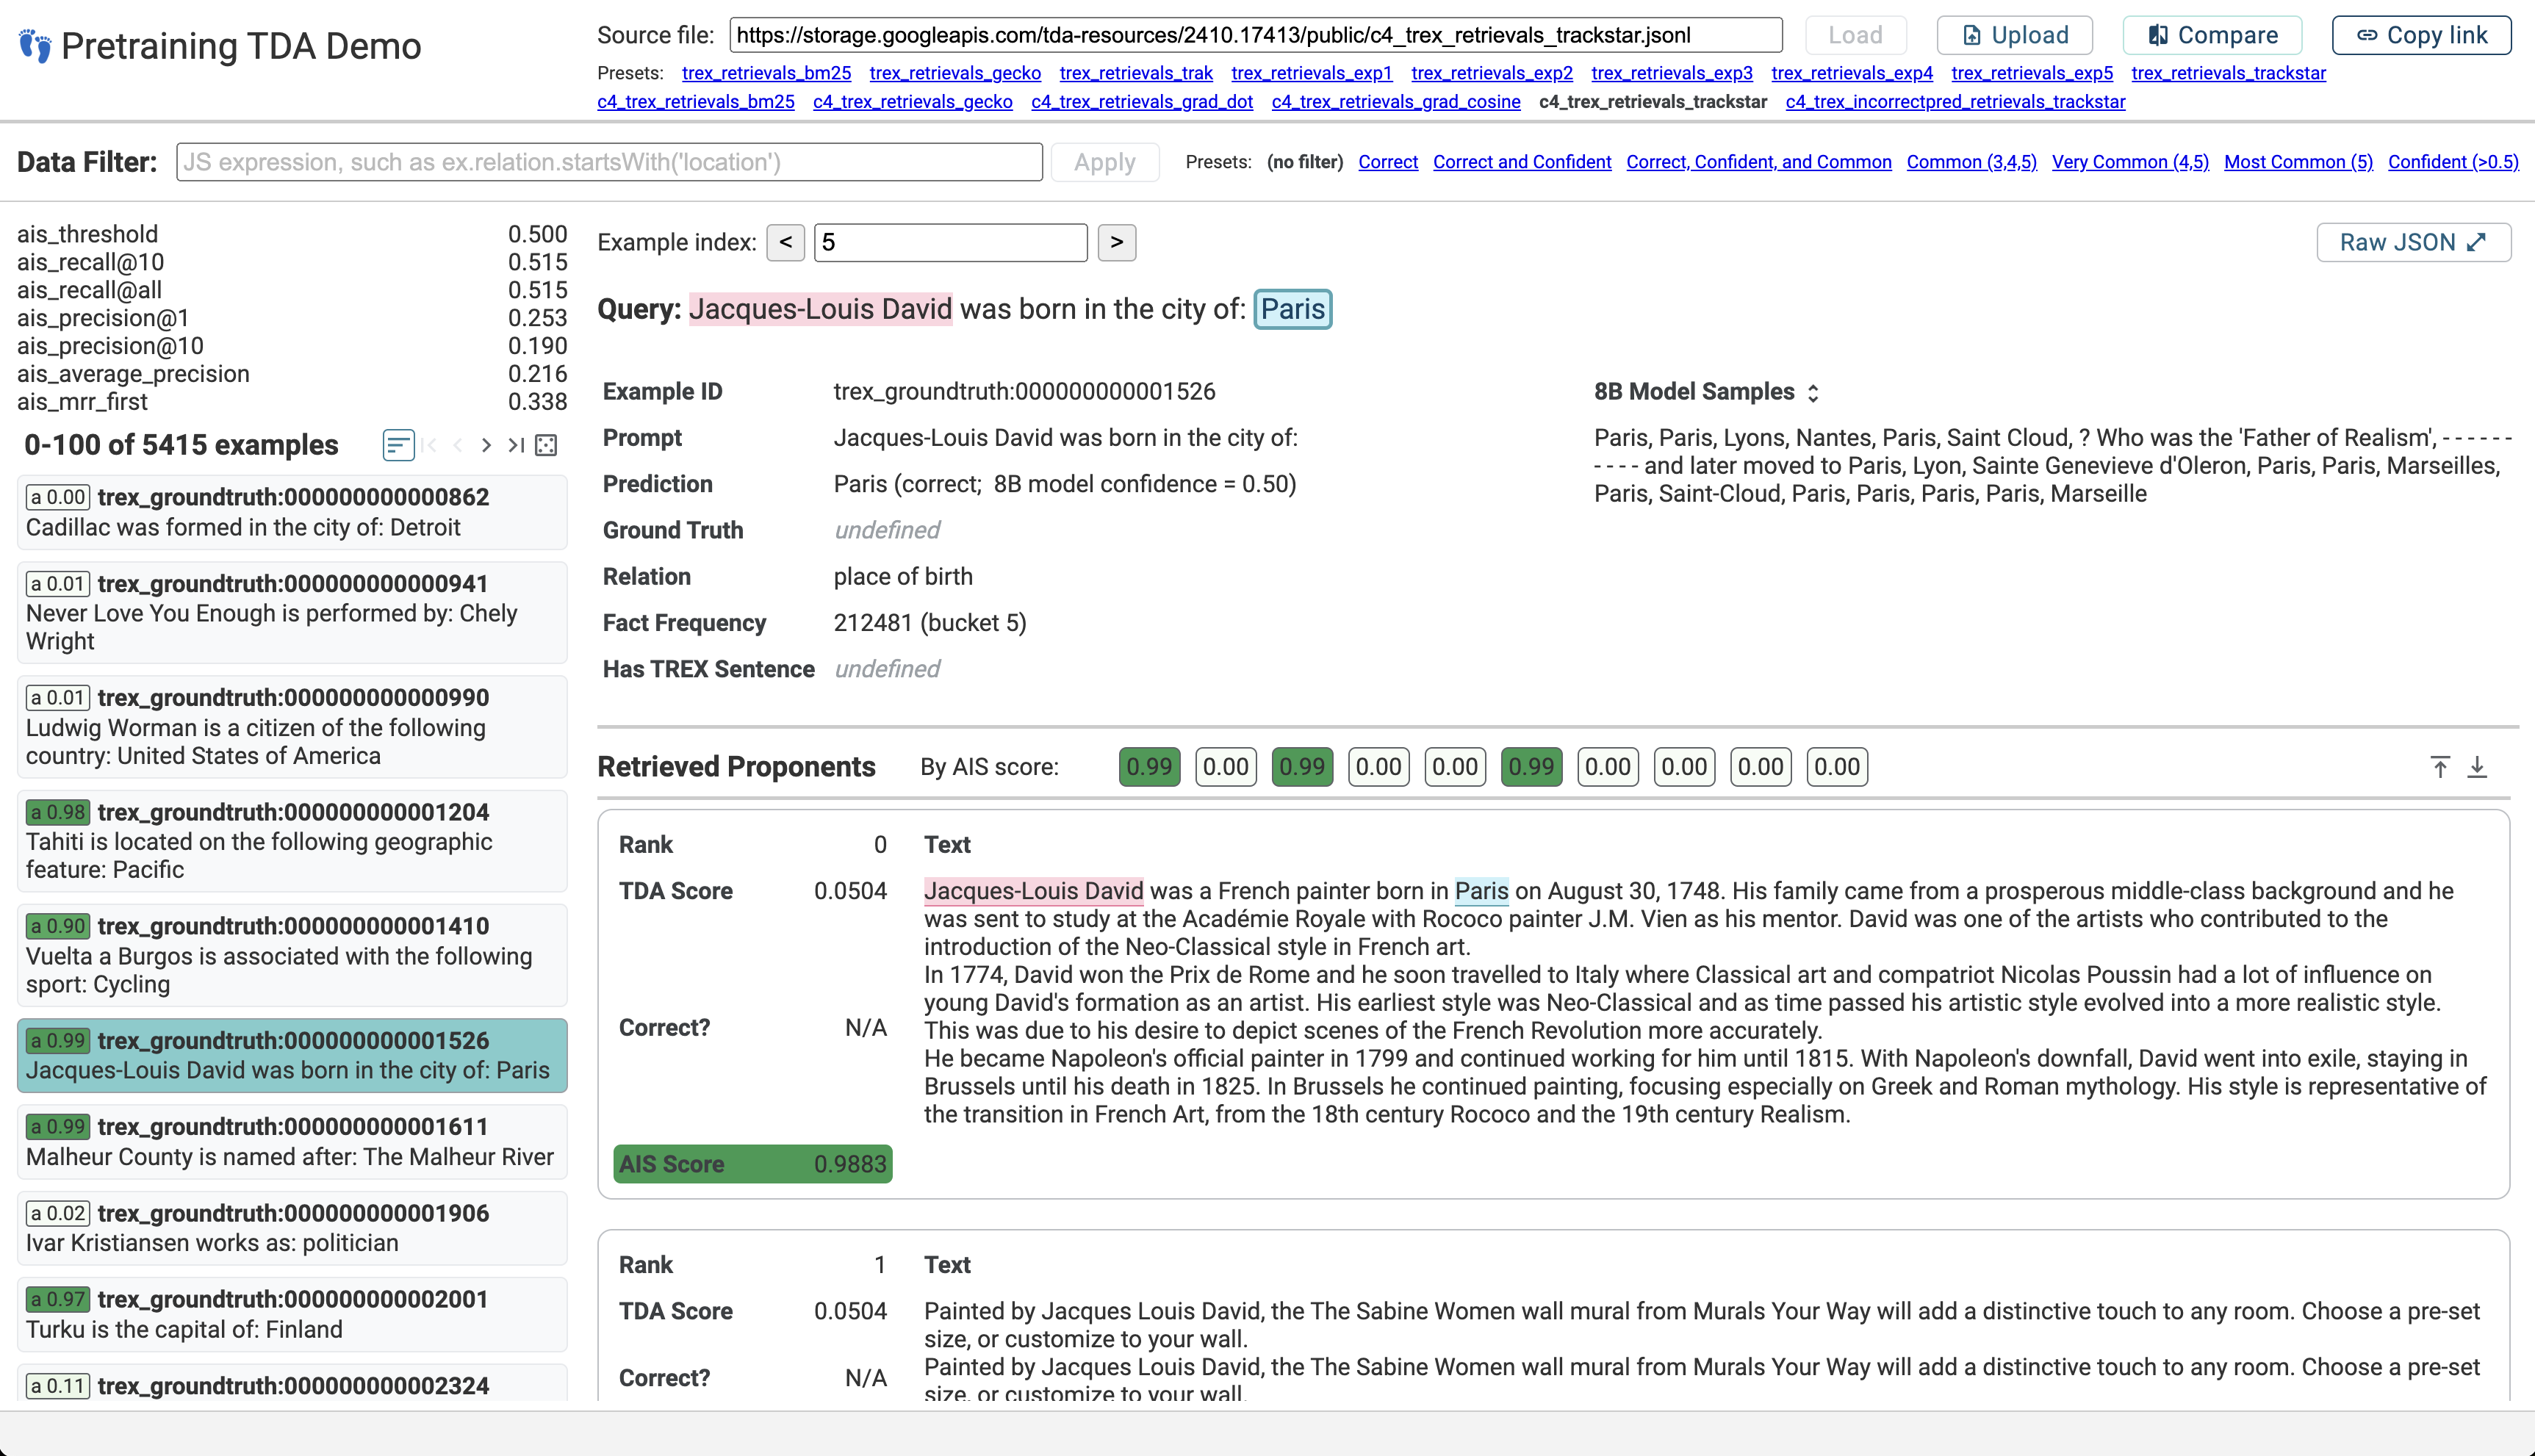 Pretraining TDA Demo
Source file: https://storage.googleapis.com/tda-resources/2410.17413/public/c4_trex_retrievals_trackstar.jsonl Load Upload Compare Copy link
Presets: trex_retrievals_bm25 trex_retrievals_gecko trex_retrievals_trak trex_retrievals_exp1 trex_retrievals_exp2 trex_retrievals_exp3 trex_retrievals_exp4 trex_retrievals_exp5 trex_retrievals_trackstar
c4_trex_retrievals_bm25 c4_trex_retrievals_gecko c4_trex_retrievals_grad_dot c4_trex_retrievals_grad_cosine c4_trex_retrievals_trackstar c4_trex_incorrectpred_retrievals_trackstar
Data Filter: JS expression, such as ex.relation.startsWith('location') Apply Presets: (no filter) Correct Correct and Confident Correct, Confident, and Common Common (3,4,5) Very Common (4,5) Most Common (5) Confident (>0.5)
ais_threshold 0.500
ais_recall@10 0.515
ais_recall@all 0.515
ais_precision@1 0.253
ais_precision@10 0.190
ais_average_precision 0.216
ais_mrr_first 0.338
0-100 of 5415 examples
a 0.00 trex_groundtruth:000000000000862
Cadillac was formed in the city of: Detroit
a 0.01 trex_groundtruth:000000000000941
Never Love You Enough is performed by: Chely
Wright
a 0.01 trex_groundtruth:000000000000990
Ludwig Worman is a citizen of the following
country: United States of America
a 0.98 trex_groundtruth:000000000001204
Tahiti is located on the following geographic
feature: Pacific
a 0.90 trex_groundtruth:000000000001410
Vuelta a Burgos is associated with the following
sport: Cycling
a 0.99 trex_groundtruth:000000000001526
Jacques-Louis David was born in the city of: Paris
a 0.99 trex_groundtruth:000000000001611
Malheur County is named after: The Malheur River
a 0.02 trex_groundtruth:000000000001906
Ivar Kristiansen works as: politician
a 0.97 trex_groundtruth:000000000002001
Turku is the capital of: Finland
a 0.11 trex_groundtruth:000000000002324
Example index: < 5 > Raw JSON
Query: Jacques-Louis David was born in the city of: Paris
Example ID trex_groundtruth:000000000001526
Prompt Jacques-Louis David was born in the city of:
Prediction Paris (correct; 8B model confidence = 0.50)
Ground Truth undefined
Relation place of birth
Fact Frequency 212481 (bucket 5)
Has TREX Sentence undefined
8B Model Samples
Paris, Paris, Lyons, Nantes, Paris, Saint Cloud, ? Who was the 'Father of Realism', - - - - - -
- - - - and later moved to Paris, Lyon, Sainte Genevieve d'Oleron, Paris, Paris, Marseilles,
Paris, Saint-Cloud, Paris, Paris, Paris, Paris, Marseille
Retrieved Proponents By AIS score: 0.99 0.00 0.99 0.00 0.00 0.99 0.00 0.00 0.00 0.00
Rank 0
TDA Score 0.0504
Correct? N/A
AIS Score 0.9883
Text
Jacques-Louis David was a French painter born in Paris on August 30, 1748. His family came from a prosperous middle-class background and he
was sent to study at the Académie Royale with Rococo painter J.M. Vien as his mentor. David was one of the artists who contributed to the
introduction of the Neo-Classical style in French art.
In 1774, David won the Prix de Rome and he soon travelled to Italy where Classical art and compatriot Nicolas Poussin had a lot of influence on
young David's formation as an artist. His earliest style was Neo-Classical and as time passed his artistic style evolved into a more realistic style.
This was due to his desire to depict scenes of the French Revolution more accurately.
He became Napoleon's official painter in 1799 and continued working for him until 1815. With Napoleon's downfall, David went into exile, staying in
Brussels until his death in 1825. In Brussels he continued painting, focusing especially on Greek and Roman mythology. His style is representative of
the transition in French Art, from the 18th century Rococo and the 19th century Realism.
Rank 1
TDA Score 0.0504
Correct? N/A
Text
Painted by Jacques Louis David, the The Sabine Women wall mural from Murals Your Way will add a distinctive touch to any room. Choose a pre-set
size, or customize to your wall.
Painted by Jacques Louis David, the The Sabine Women wall mural from Murals Your Way will add a distinctive touch to any room. Choose a pre-set
size, or customize to your wall.